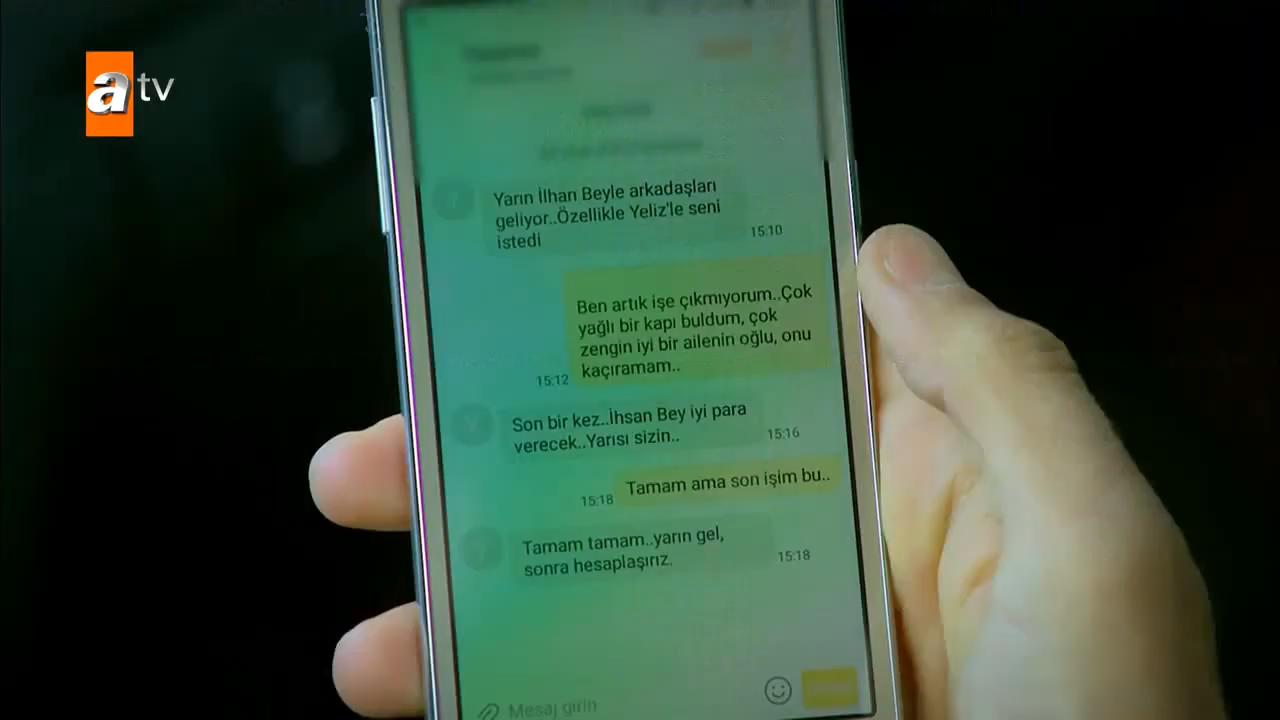 atv
Yarın İlhan Beyle arkadaşları
geliyor..Özellikle Yeliz'le seni
istedi
15:10
Ben artık işe çıkmıyorum..Çok
yağlı bir kapı buldum, çok
zengin iyi bir ailenin oğlu, onu
kaçıramam..
15:12
Son bir kez..İhsan Bey iyi para
verecek..Yarısı sizin..
15:16
Tamam ama son işim bu..
15:18
Tamam tamam..yarın gel,
sonra hesaplaşırız.
15:18
Mesaj girin